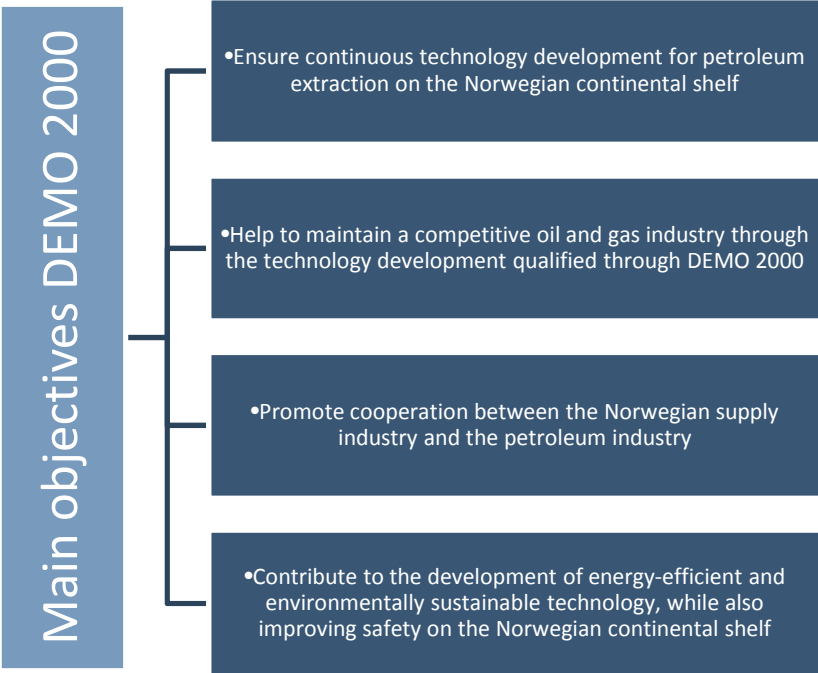 Main objectives DEMO 2000
•Ensure continuous technology development for petroleum
extraction on the Norwegian continental shelf
•Help to maintain a competitive oil and gas industry through
the technology development qualified through DEMO 2000
•Promote cooperation between the Norwegian supply
industry and the petroleum industry
•Contribute to the development of energy-efficient and
environmentally sustainable technology, while also
improving safety on the Norwegian continental shelf